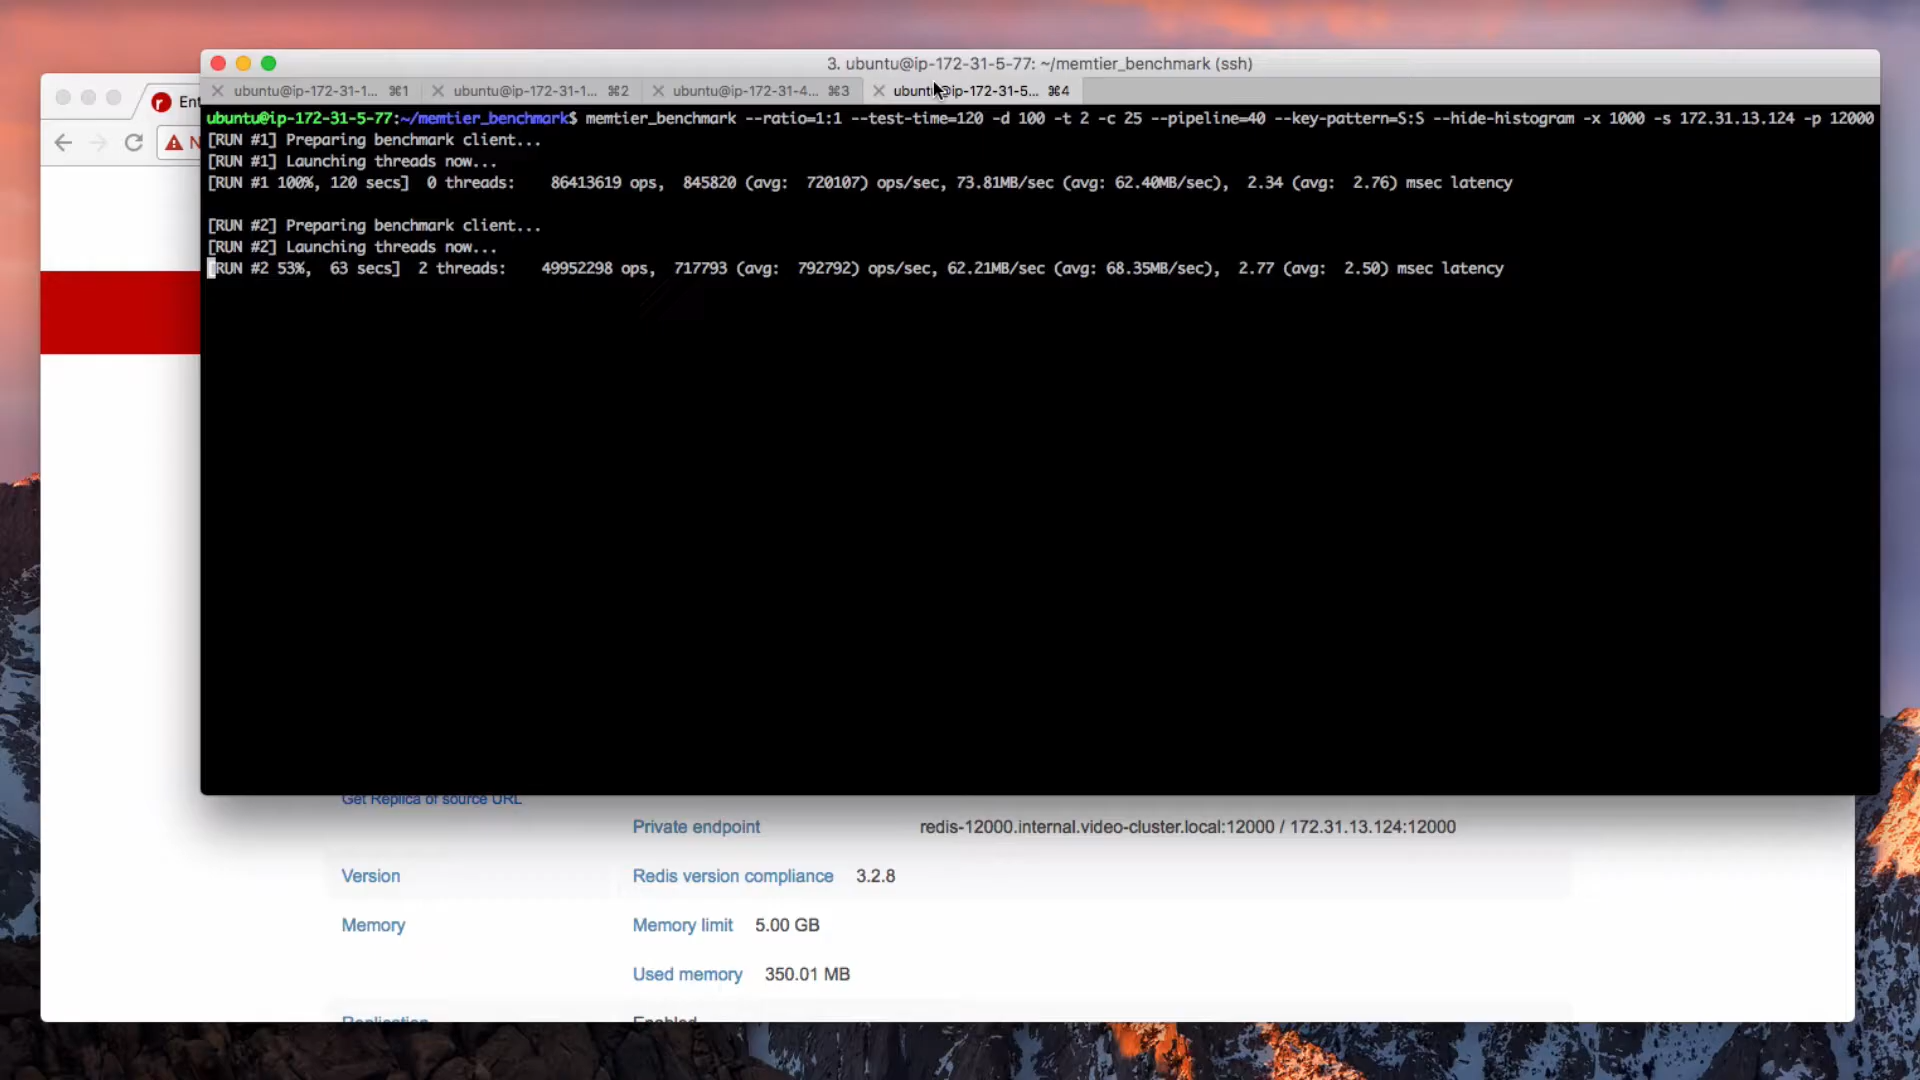 3. ubuntu@ip-172-31-5-77: ~/memtier_benchmark (ssh)
ubuntu@ip-172-31-1... ⌘1 ubuntu@ip-172-31-1... ⌘2 ubuntu@ip-172-31-4... ⌘3 ubuntu@ip-172-31-5... ⌘4
Ent
ubuntu@ip-172-31-5-77:~/memtier_benchmark$ memtier_benchmark --ratio=1:1 --test-time=120 -d 100 -t 2 -c 25 --pipeline=40 --key-pattern=S:S --hide-histogram -x 1000 -s 172.31.13.124 -p 12000
[RUN #1] Preparing benchmark client...
[RUN #1] Launching threads now...
[RUN #1 100%, 120 secs]  0 threads:    86413619 ops,  845820 (avg:  720107) ops/sec, 73.81MB/sec (avg: 62.40MB/sec),  2.34 (avg:  2.76) msec latency
[RUN #2] Preparing benchmark client...
[RUN #2] Launching threads now...
[RUN #2 53%,  63 secs]  2 threads:    49952298 ops,  717793 (avg:  792792) ops/sec, 62.21MB/sec (avg: 68.35MB/sec),  2.77 (avg:  2.50) msec latency
Get Replica of source URL
Private endpoint redis-12000.internal.video-cluster.local:12000 / 172.31.13.124:12000
Version Redis version compliance 3.2.8
Memory Memory limit 5.00 GB
Used memory 350.01 MB
Replication Enabled